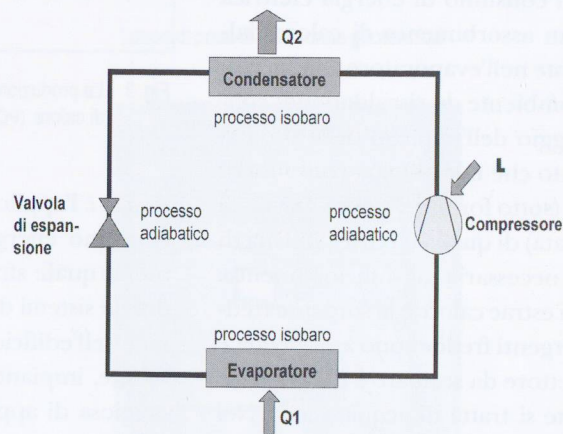 Q2
Condensatore
processo isobaro
L
Valvola
di espan-
sione
processo
adiabatico
processo
adiabatico
Compressore
processo isobaro
Evaporatore
Q1